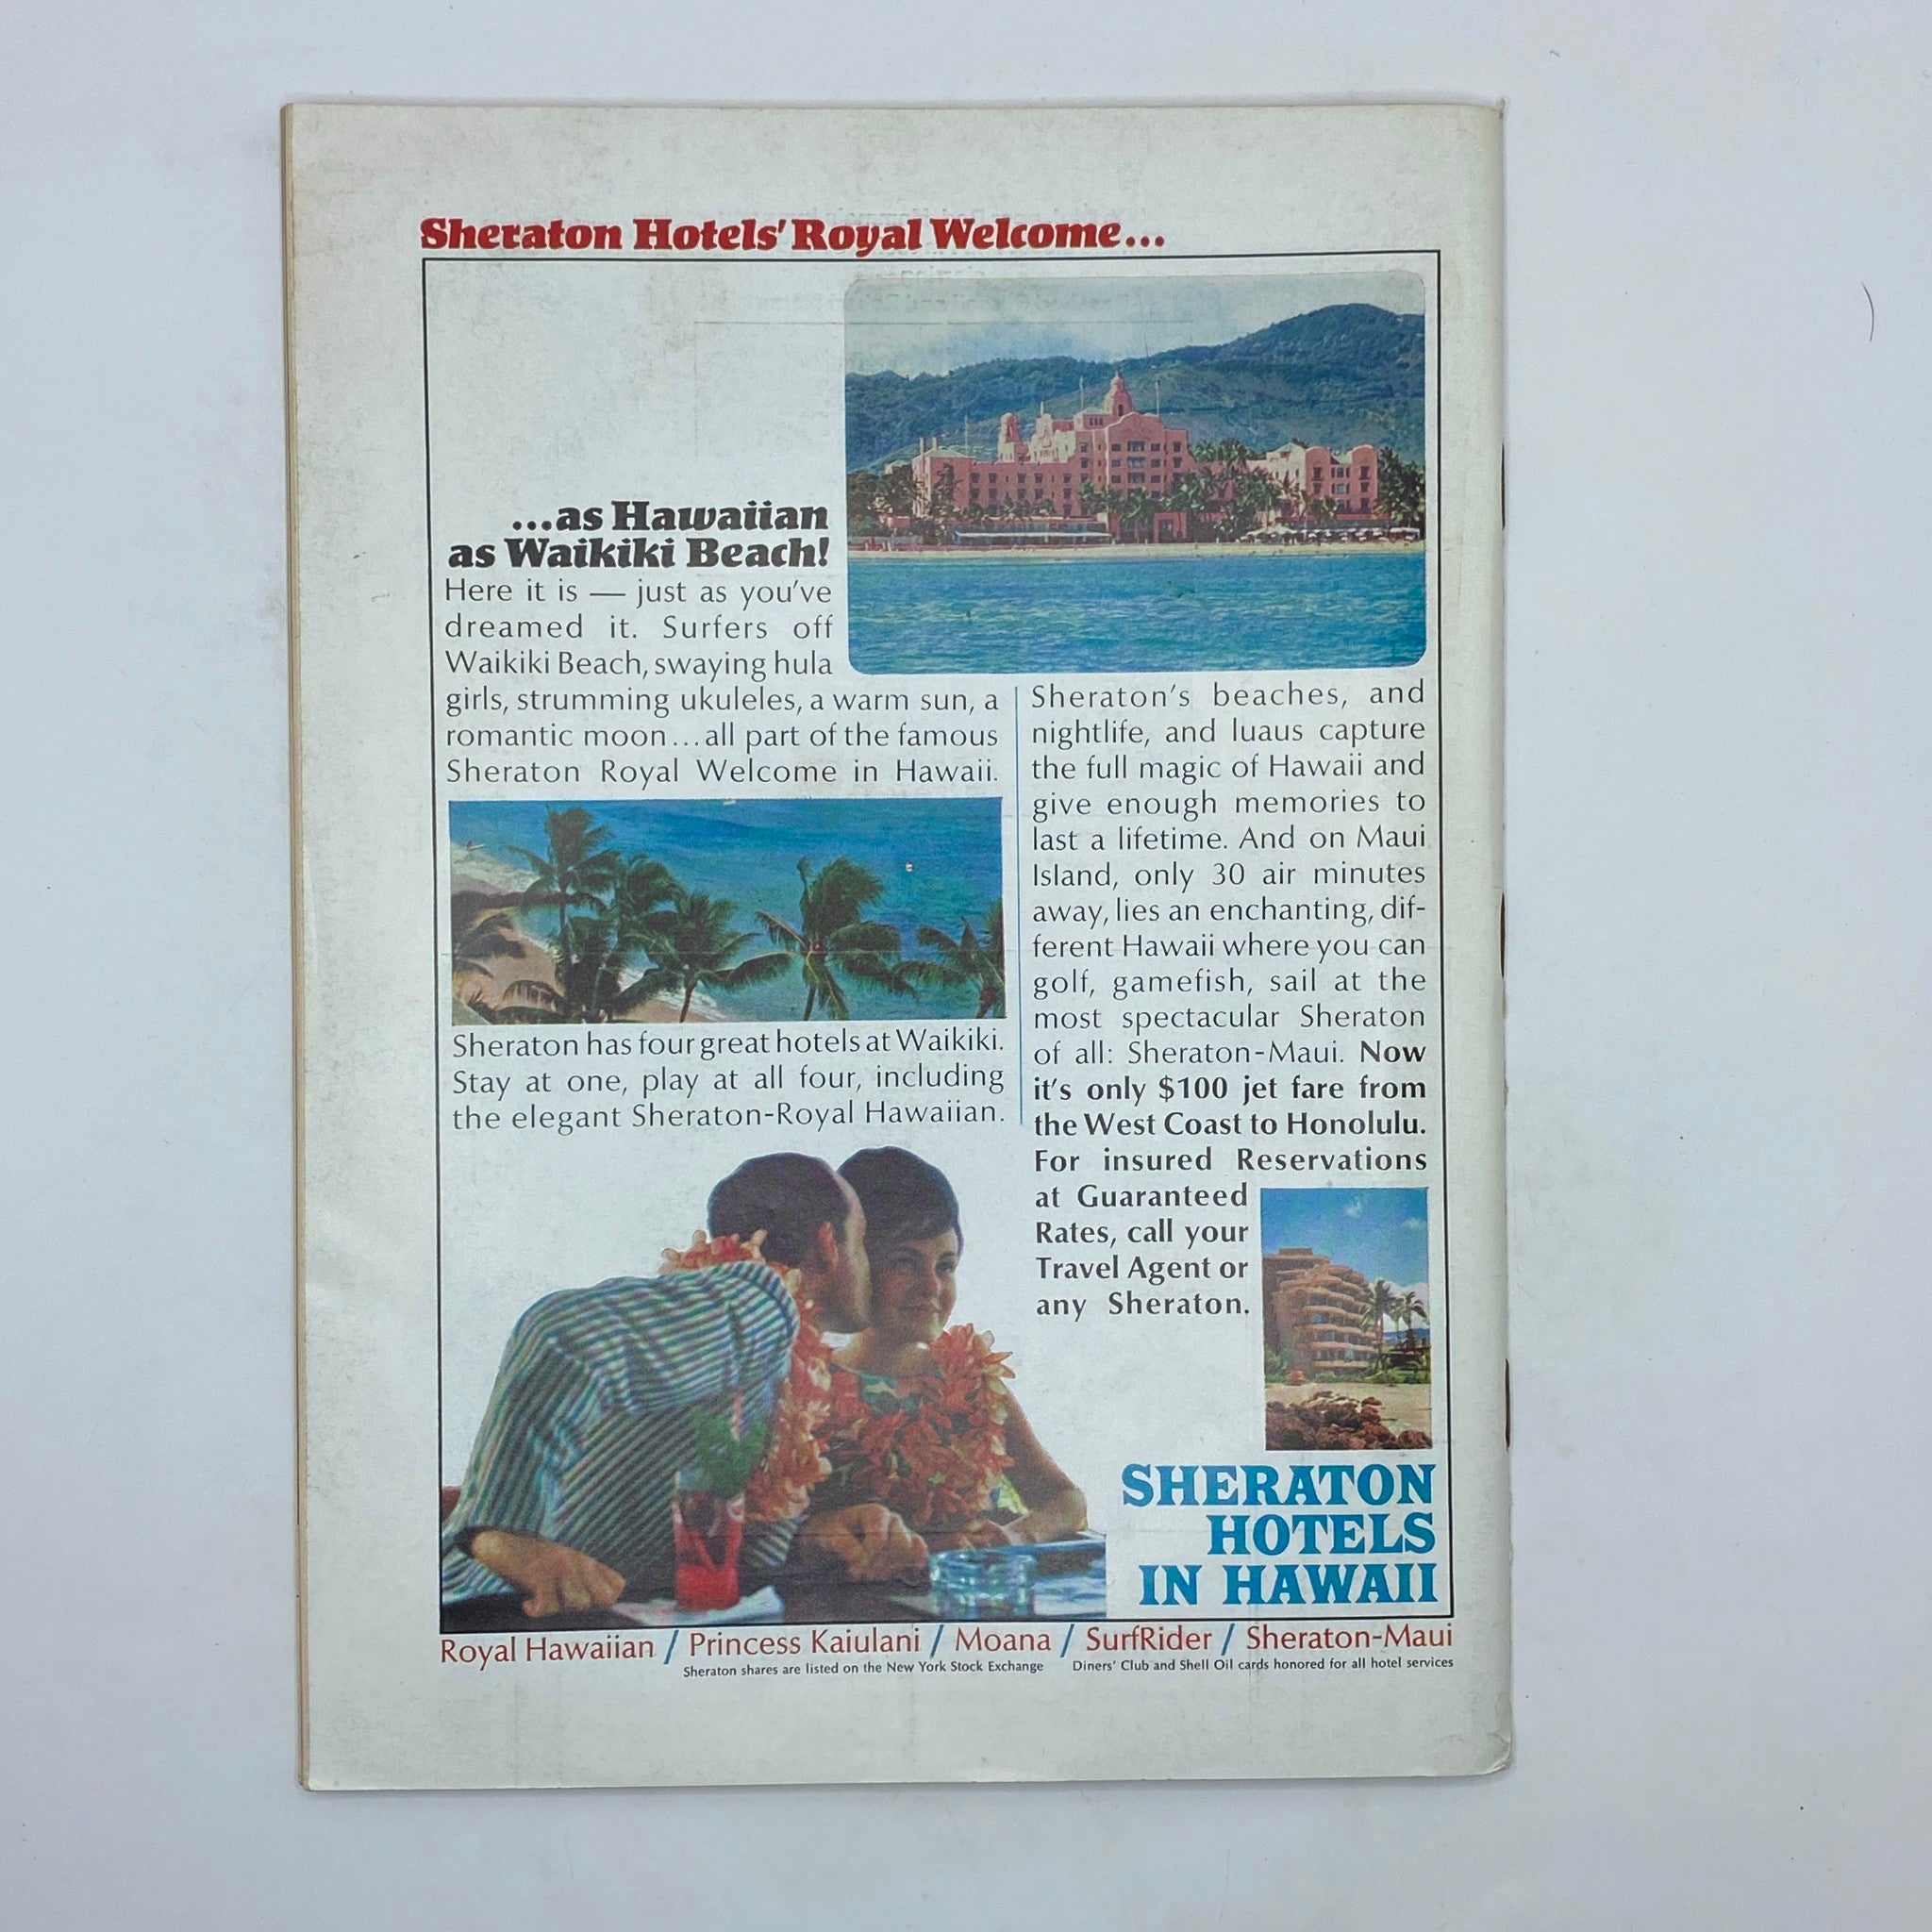 Sheraton Hotels' Royal Welcome...
...as Hawaiian
as Waikiki Beach!
Here it is — just as you've
dreamed it. Surfers off
Waikiki Beach, swaying hula
girls, strumming ukuleles, a warm sun, a
romantic moon...all part of the famous
Sheraton Royal Welcome in Hawaii.
Sheraton has four great hotels at Waikiki.
Stay at one, play at all four, including
the elegant Sheraton-Royal Hawaiian.
Sheraton's beaches, and
nightlife, and luaus capture
the full magic of Hawaii and
give enough memories to
last a lifetime. And on Maui
Island, only 30 air minutes
away, lies an enchanting, dif-
ferent Hawaii where you can
golf, gamefish, sail at the
most spectacular Sheraton
of all: Sheraton-Maui. Now
it's only $100 jet fare from
the West Coast to Honolulu.
For insured Reservations
at Guaranteed
Rates, call your
Travel Agent or
any Sheraton.
SHERATON
HOTELS
IN HAWAII
Royal Hawaiian / Princess Kaiulani / Moana / SurfRider / Sheraton-Maui
Sheraton shares are listed on the New York Stock Exchange Diners' Club and Shell Oil cards honored for all hotel services